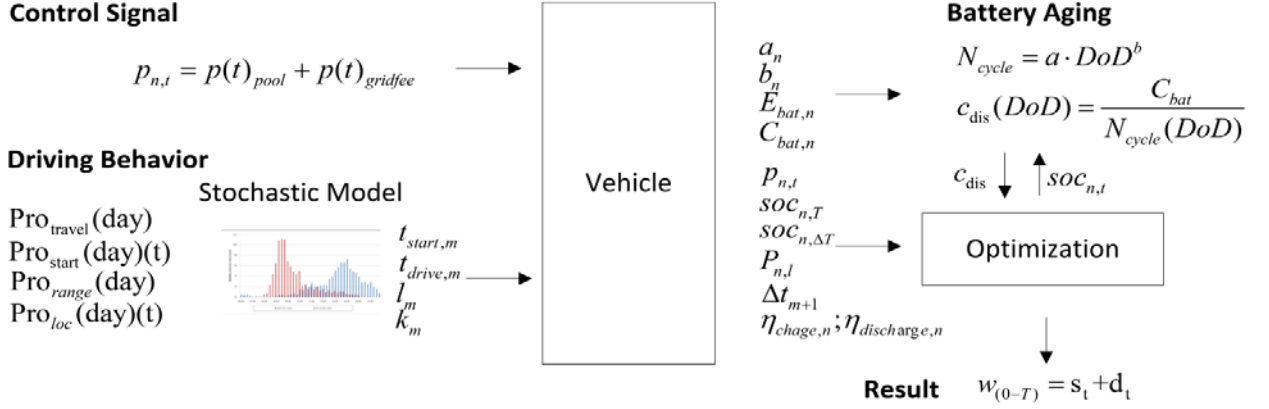 Control Signal
p_{n,t} = p(t)_{pool} + p(t)_{gridfee}
Driving Behavior
Stochastic Model
Pro_{travel}(day)
Pro_{start}(day)(t)
Pro_{range}(day)
Pro_{loc}(day)(t)
t_{start,m}
t_{drive,m}
l_m
k_m
Vehicle
a_n
b_n
E_{bat,n}
C_{bat,n}
p_{n,t}
soc_{n,T}
soc_{n,ΔT}
P_{n,l}
Δt_{m+1}
η_{chage,n};η_{discharge,n}
Battery Aging
N_{cycle} = a · DoD^b
c_{dis}(DoD) = C_{bat} / N_{cycle}(DoD)
c_{dis} soc_{n,t}
Optimization
Result w_{(0-T)} = s_t+d_t